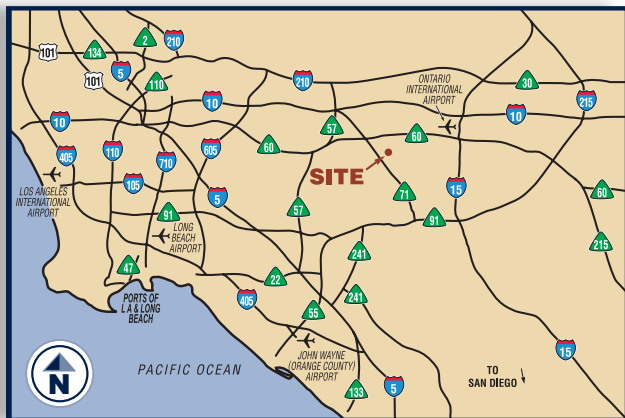 2
210
101
134
5
101
110
210
ONTARIO
INTERNATIONAL
AIRPORT
30
215
10
10
10
57
60
60
405
110
710
605
60
SITE
71
15
60
LOS ANGELES
INTERNATIONAL
AIRPORT
105
5
57
91
91
LONG
BEACH
AIRPORT
215
241
47
22
241
PORTS OF
LA & LONG
BEACH
405
55
15
JOHN WAYNE
(ORANGE COUNTY)
AIRPORT
PACIFIC OCEAN
TO
SAN DIEGO
N
133
5